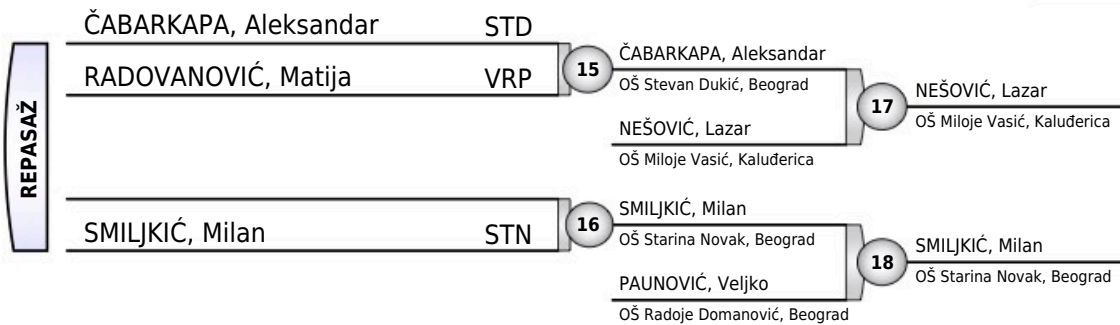 REPASAŽ
ČABARKAPA, Aleksandar STD
RADOVANOVIĆ, Matija VRP
15
ČABARKAPA, Aleksandar
OŠ Stevan Dukić, Beograd
NEŠOVIĆ, Lazar
OŠ Miloje Vasić, Kaluđerica
17
NEŠOVIĆ, Lazar
OŠ Miloje Vasić, Kaluđerica
SMILJKIĆ, Milan STN
16
SMILJKIĆ, Milan
OŠ Starina Novak, Beograd
PAUNOVIĆ, Veljko
OŠ Radoje Domanović, Beograd
18
SMILJKIĆ, Milan
OŠ Starina Novak, Beograd